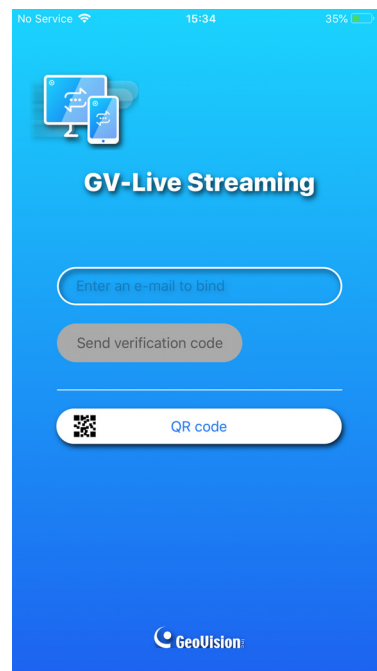 No Service 15:34 35%
GV-Live Streaming
Enter an e-mail to bind
Send verification code
QR code
GeoVision